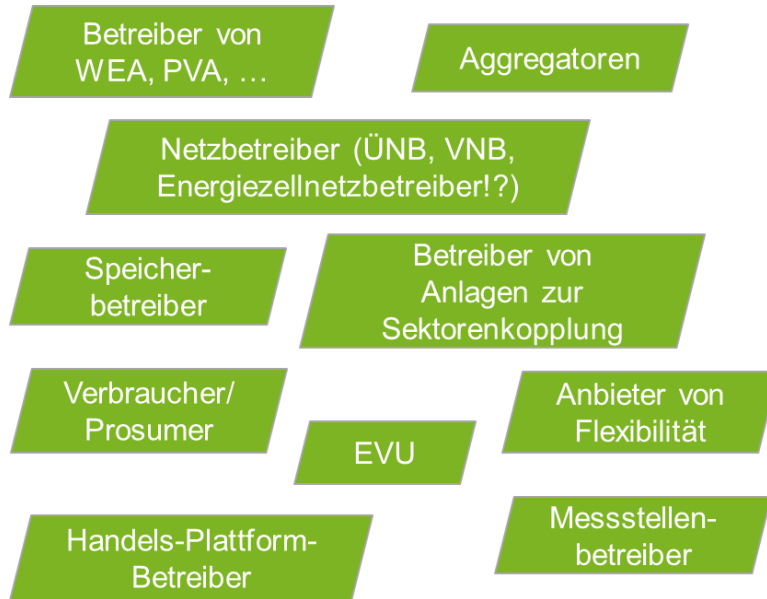 Betreiber von
WEA, PVA, …
Aggregatoren
Netzbetreiber (ÜNB, VNB,
Energiezellnetzbetreiber!?)
Speicher-
betreiber
Betreiber von
Anlagen zur
Sektorenkopplung
Verbraucher/
Prosumer
EVU
Anbieter von
Flexibilität
Handels-Plattform-
Betreiber
Messstellen-
betreiber